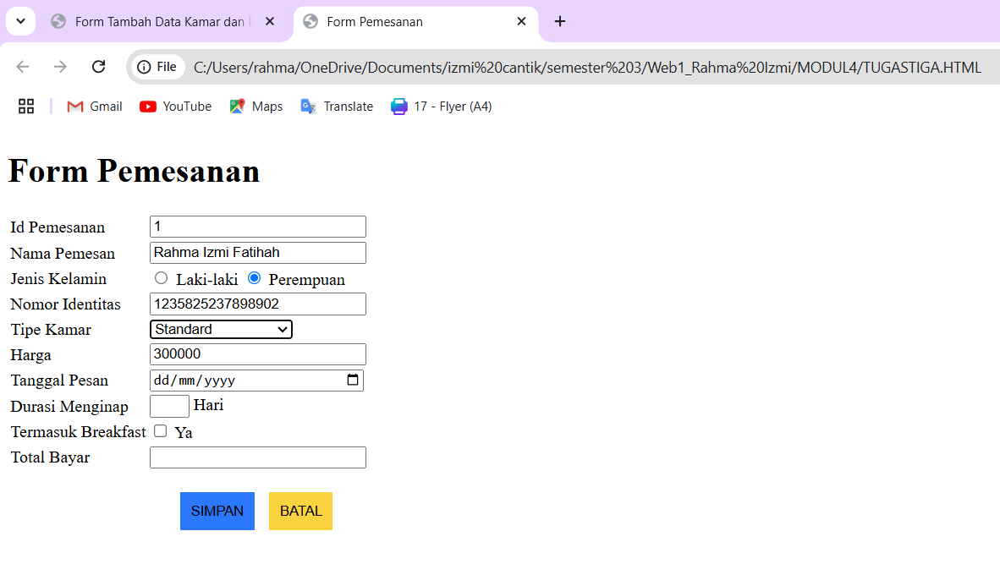 Form Tambah Data Kamar dan Form Pemesanan
File C:/Users/rahma/OneDrive/Documents/izmi%20cantik/semester%203/Web1_Rahma%20Izmi/MODUL4/TUGASTIGA.HTML
Gmail YouTube Maps Translate 17 - Flyer (A4)
Form Pemesanan
Id Pemesanan 1
Nama Pemesan Rahma Izmi Fatihah
Jenis Kelamin Laki-laki Perempuan
Nomor Identitas 1235825237898902
Tipe Kamar Standard
Harga 300000
Tanggal Pesan dd/mm/yyyy
Durasi Menginap Hari
Termasuk Breakfast Ya
Total Bayar
SIMPAN BATAL